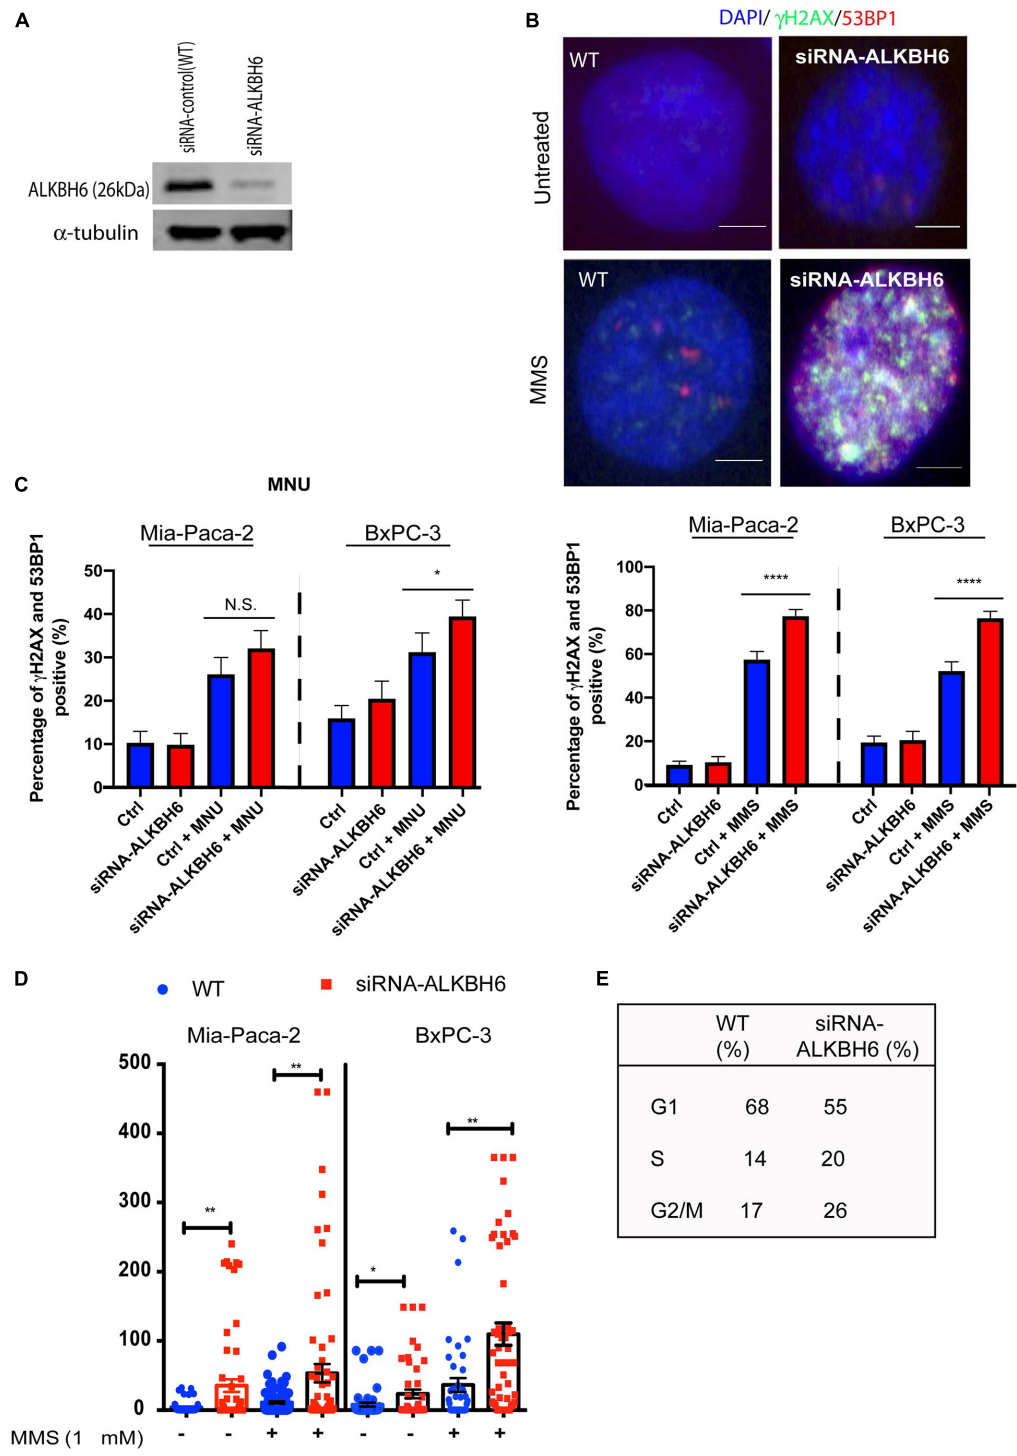 A
siRNA-control(WT)
siRNA-ALKBH6
ALKBH6 (26kDa)
α-tubulin
B
DAPI/ γH2AX/53BP1
WT
siRNA-ALKBH6
Untreated
WT
siRNA-ALKBH6
MMS
C
MNU
Mia-Paca-2
BxPC-3
Percentage of γH2AX and 53BP1
positive (%)
50
40
30
20
10
0
N.S.
*
Ctrl
siRNA-ALKBH6
Ctrl + MNU
siRNA-ALKBH6 + MNU
Ctrl
siRNA-ALKBH6
Ctrl + MNU
siRNA-ALKBH6 + MNU
Mia-Paca-2
BxPC-3
Percentage of γH2AX and 53BP1
positive (%)
100
80
60
40
20
0
****
****
Ctrl
siRNA-ALKBH6
Ctrl + MMS
siRNA-ALKBH6 + MMS
Ctrl
siRNA-ALKBH6
Ctrl + MMS
siRNA-ALKBH6 + MMS
D
WT
siRNA-ALKBH6
Mia-Paca-2
BxPC-3
500
400
300
200
100
0
**
**
*
**
MMS (1 mM)
- - + + - - + +
E
WT siRNA-
(%) ALKBH6 (%)
G1 68 55
S 14 20
G2/M 17 26